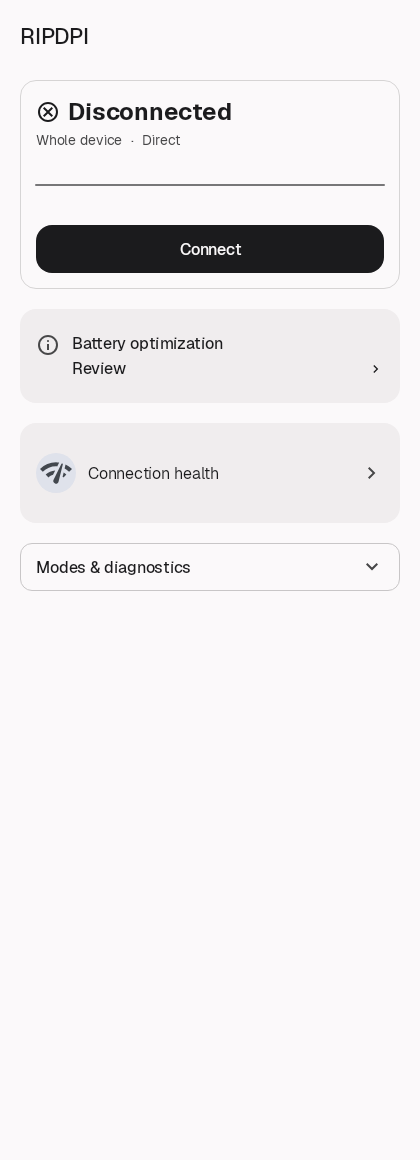 RIPDPI
Disconnected
Whole device · Direct
Connect
Battery optimization
Review
Connection health
Modes & diagnostics